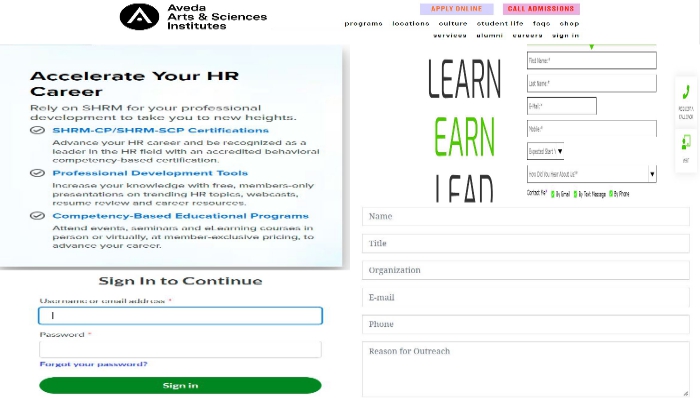 Aveda
Arts & Sciences
Institutes
APPLY ONLINE
CALL ADMISSIONS
programs locations culture student life faqs shop
services alumni careers sign in
Accelerate Your HR
Career
Rely on SHRM for your professional
development to take you to new heights.
SHRM-CP/SHRM-SCP Certifications
Advance your HR career and be recognized as a
leader in the HR field with an accredited behavioral
competency-based certification.
Professional Development Tools
Increase your knowledge with free, members-only
presentations on trending HR topics, webcasts,
resume review and career resources.
Competency-Based Educational Programs
Attend events, seminars and eLearning courses in
person or virtually, at member-exclusive pricing, to
advance your career.
Sign In to Continue
Username or email address *
Password *
Forgot your password?
Sign in
LEARN
EARN
LEAD
First Name:*
Last Name:*
E-Mail:*
Mobile:*
Expected Start Y
How Did You Hear About Us?*
Contact Me* By Email By Text Message By Phone
Name
Title
Organization
E-mail
Phone
Reason for Outreach